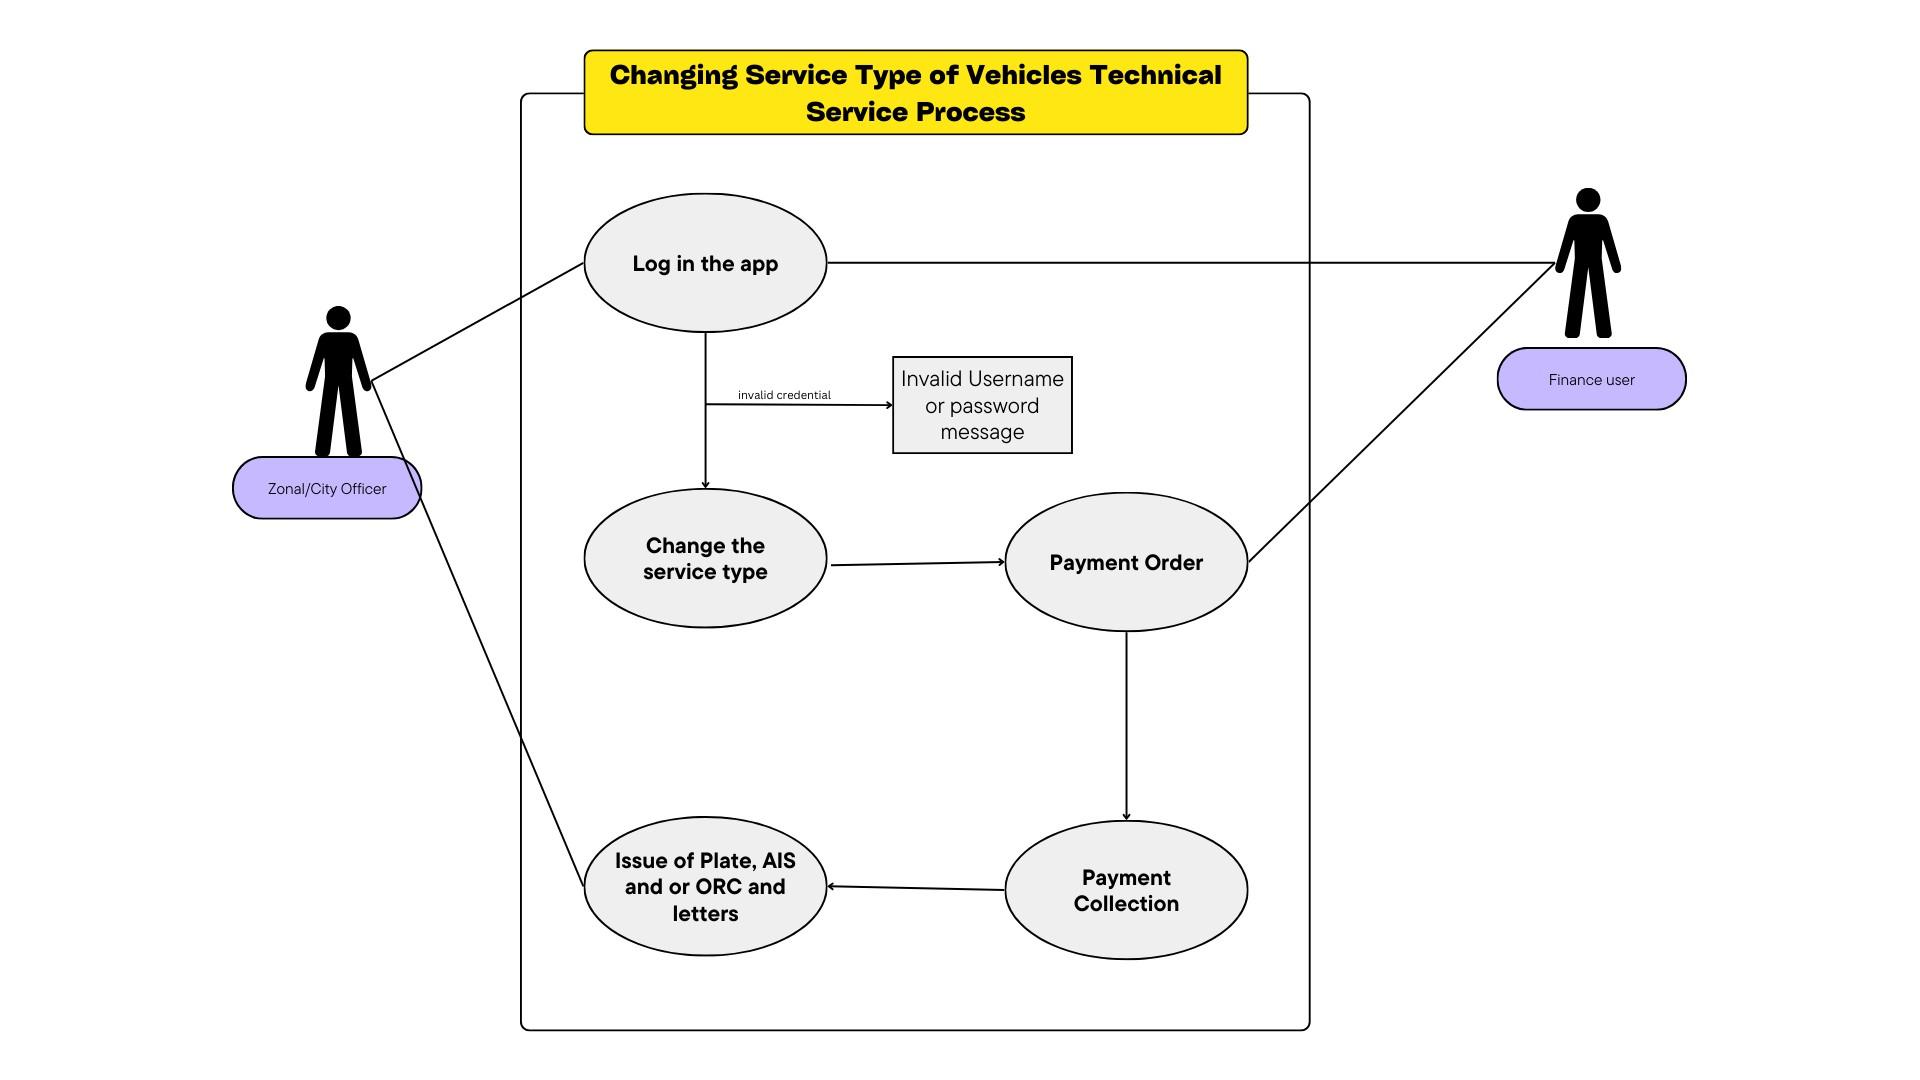 Changing Service Type of Vehicles Technical
Service Process
Log in the app
invalid credential
Invalid Username
or password
message
Finance user
Zonal/City Officer
Change the
service type
Payment Order
Issue of Plate, AIS
and or ORC and
letters
Payment
Collection